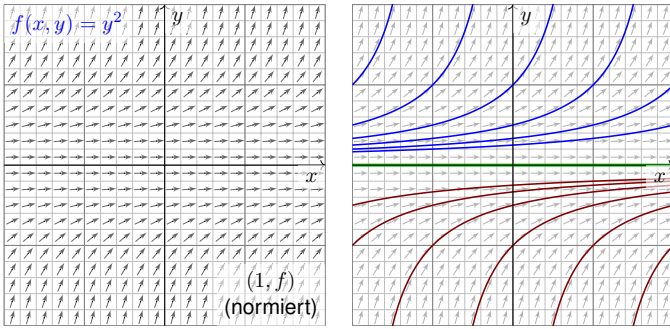 f(x, y) = y²
y
x
(1, f)
(normiert)
y
x